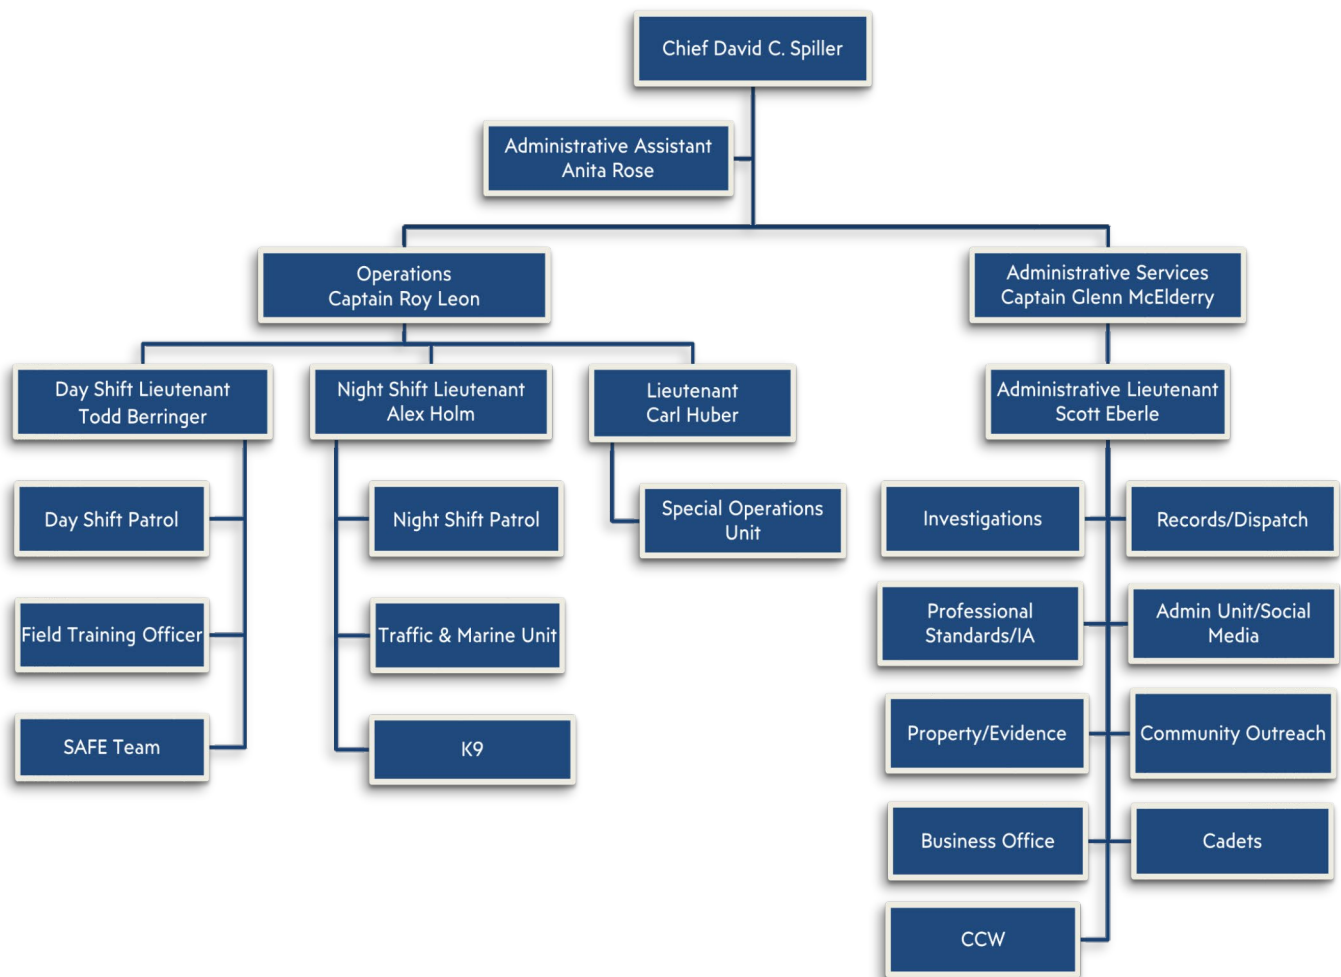 Chief David C. Spiller
Administrative Assistant
Anita Rose
Operations
Captain Roy Leon
Administrative Services
Captain Glenn McElderry
Day Shift Lieutenant
Todd Berringer
Night Shift Lieutenant
Alex Holm
Lieutenant
Carl Huber
Administrative Lieutenant
Scott Eberle
Day Shift Patrol
Field Training Officer
SAFE Team
Night Shift Patrol
Traffic & Marine Unit
K9
Special Operations
Unit
Investigations
Records/Dispatch
Professional
Standards/IA
Admin Unit/Social
Media
Property/Evidence
Community Outreach
Business Office
Cadets
CCW